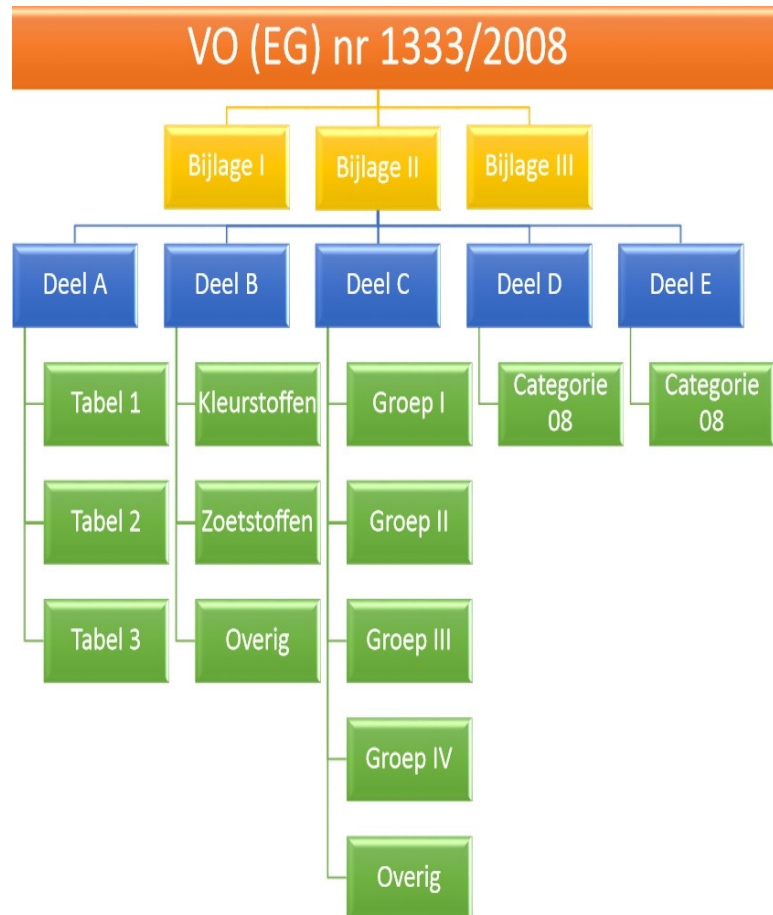 VO (EG) nr 1333/2008
Bijlage I
Bijlage II
Bijlage III
Deel A
Deel B
Deel C
Deel D
Deel E
Tabel 1
Tabel 2
Tabel 3
Kleurstoffen
Zoetstoffen
Overig
Groep I
Groep II
Groep III
Groep IV
Overig
Categorie
08
Categorie
08